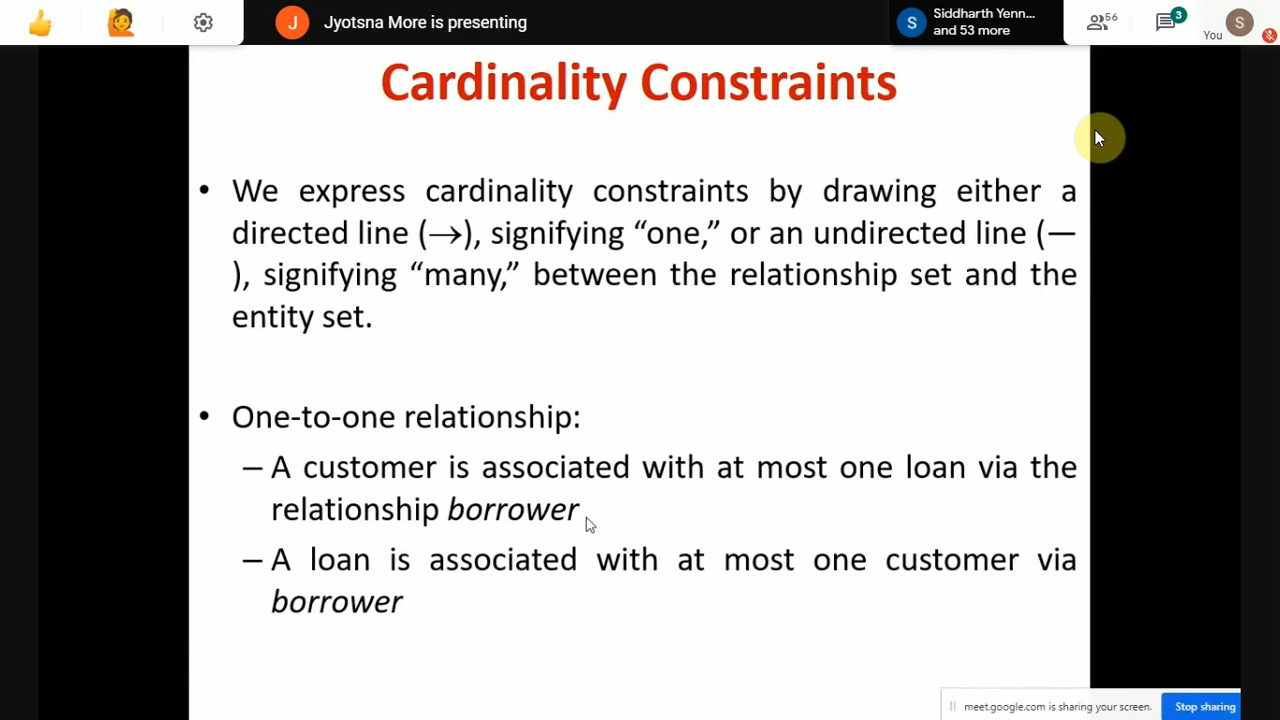 J Jyotsna More is presenting
S Siddharth Yenn...
and 53 more
56
3
S
You
Cardinality Constraints
• We express cardinality constraints by drawing either a
directed line (→), signifying “one,” or an undirected line (—
), signifying “many,” between the relationship set and the
entity set.
• One-to-one relationship:
– A customer is associated with at most one loan via the
relationship borrower
– A loan is associated with at most one customer via
borrower
meet.google.com is sharing your screen. Stop sharing